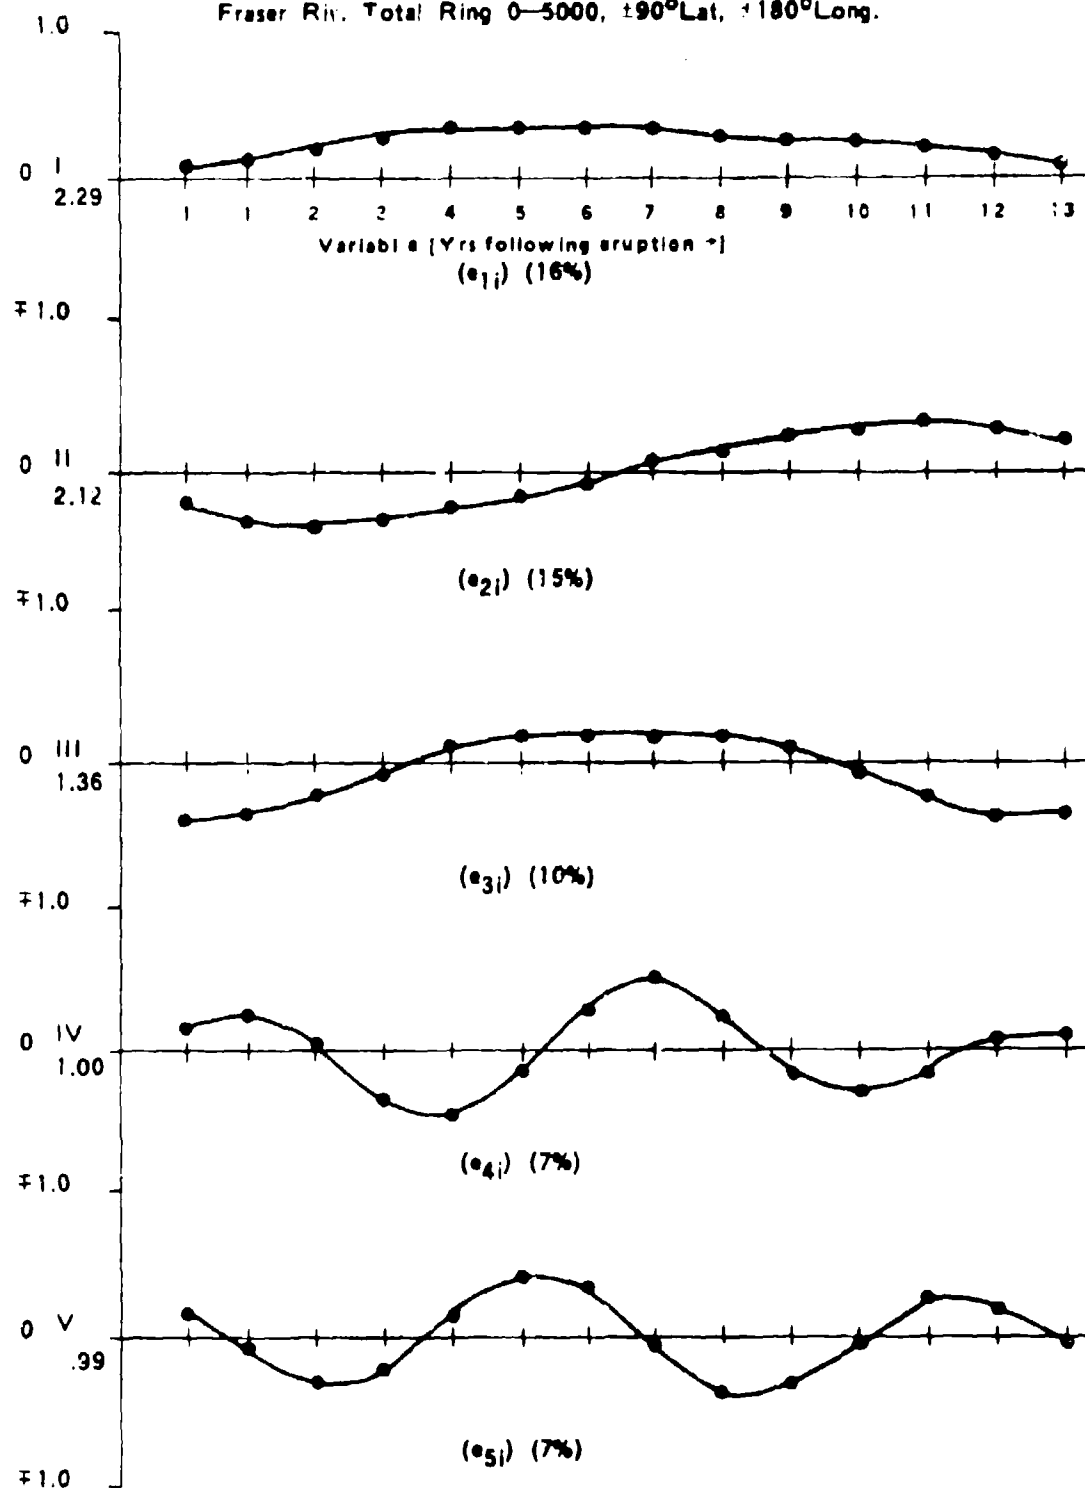 Fraser Riv. Total Ring 0–5000, ±90°Lat, ±180°Long.
1.0
0 I
2.29
1 1 2 3 4 5 6 7 8 9 10 11 12 13
Variable [Yrs following eruption →]
(e1i) (16%)
∓1.0
0 II
2.12
(e2i) (15%)
∓1.0
0 III
1.36
(e3i) (10%)
∓1.0
0 IV
1.00
(e4i) (7%)
∓1.0
0 V
.99
(e5i) (7%)
∓1.0